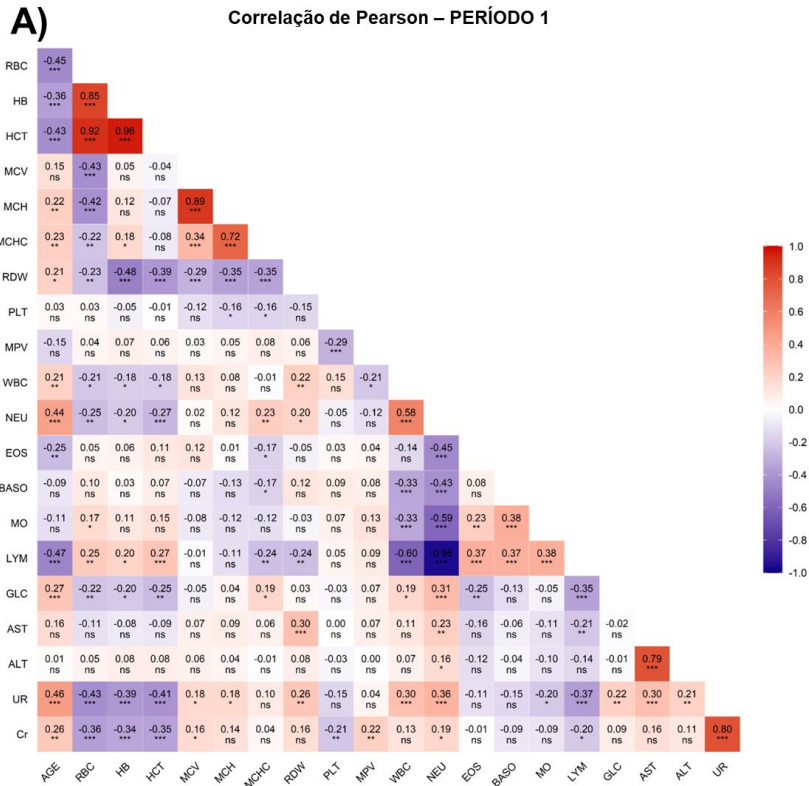 A)
Correlação de Pearson – PERÍODO 1
RBC -0.45
***
HB -0.36 0.85
*** ***
HCT -0.43 0.92 0.96
*** *** ***
MCV 0.15 -0.43 0.05 -0.04
ns *** ns ns
MCH 0.22 -0.42 0.12 -0.07 0.89
** *** ns ns ***
MCHC 0.23 -0.22 0.18 -0.08 0.34 0.72
** ** * ns *** ***
RDW 0.21 -0.23 -0.48 -0.39 -0.29 -0.35 -0.35
* ** *** *** *** *** ***
PLT 0.03 0.03 -0.05 -0.01 -0.12 -0.16 -0.16 -0.15
ns ns ns ns ns * * ns
MPV -0.15 0.04 0.07 0.06 0.03 0.05 0.08 0.06 -0.29
ns ns ns ns ns ns ns ns ***
WBC 0.21 -0.21 -0.18 -0.18 0.13 0.08 -0.01 0.22 0.15 -0.21
** * * * ns ns ns ** ns *
NEU 0.44 -0.25 -0.20 -0.27 0.02 0.12 0.23 0.20 -0.05 -0.12 0.58
*** ** * *** ns ns ** * ns ns ***
EOS -0.25 0.05 0.06 0.11 0.12 0.01 -0.17 -0.05 0.03 0.04 -0.14 -0.45
** ns ns ns ns ns * ns ns ns ns ***
BASO -0.09 0.10 0.03 0.07 -0.07 -0.13 -0.17 0.12 0.09 0.08 -0.33 -0.43 0.08
ns ns ns ns ns ns * ns ns ns *** *** ns
MO -0.11 0.17 0.11 0.15 -0.08 -0.12 -0.12 -0.03 0.07 0.13 -0.33 -0.59 0.23 0.38
ns * ns ns ns ns ns ns ns ns *** *** ** ***
LYM -0.47 0.25 0.20 0.27 -0.01 -0.11 -0.24 -0.24 0.05 0.09 -0.60 -0.96 0.37 0.37 0.38
*** ** * *** ns ns ** ** ns ns *** *** *** *** ***
GLC 0.27 -0.22 -0.20 -0.25 -0.05 0.04 0.19 0.03 -0.03 0.07 0.19 0.31 -0.25 -0.13 -0.05 -0.35
*** ** * ** ns ns * ns ns ns * *** ** ns ns ***
AST 0.16 -0.11 -0.08 -0.09 0.07 0.09 0.06 0.30 0.00 0.07 0.11 0.23 -0.16 -0.06 -0.11 -0.21 -0.02
ns ns ns ns ns ns ns *** ns ns ns ** ns ns ns ** ns
ALT 0.01 0.05 0.08 0.08 0.06 0.04 -0.01 0.08 -0.03 0.00 0.07 0.16 -0.12 -0.04 -0.10 -0.14 -0.01 0.79
ns ns ns ns ns ns ns ns ns ns ns * ns ns ns ns ns ***
UR 0.46 -0.43 -0.39 -0.41 0.18 0.18 0.10 0.26 -0.15 0.04 0.30 0.36 -0.11 -0.15 -0.20 -0.37 0.22 0.30 0.21
*** *** *** *** * * ns ** ns ns *** *** ns ns * *** ** *** **
Cr 0.26 -0.36 -0.34 -0.35 0.16 0.14 0.04 0.16 -0.21 0.22 0.13 0.19 -0.01 -0.09 -0.09 -0.20 0.09 0.16 0.11 0.80
** *** *** *** * ns ns ns ** ** ns * ns ns ns * ns ns ns ***
AGE RBC HB HCT MCV MCH MCHC RDW PLT MPV WBC NEU EOS BASO MO LYM GLC AST ALT UR
1.0
0.8
0.6
0.4
0.2
0.0
-0.2
-0.4
-0.6
-0.8
-1.0